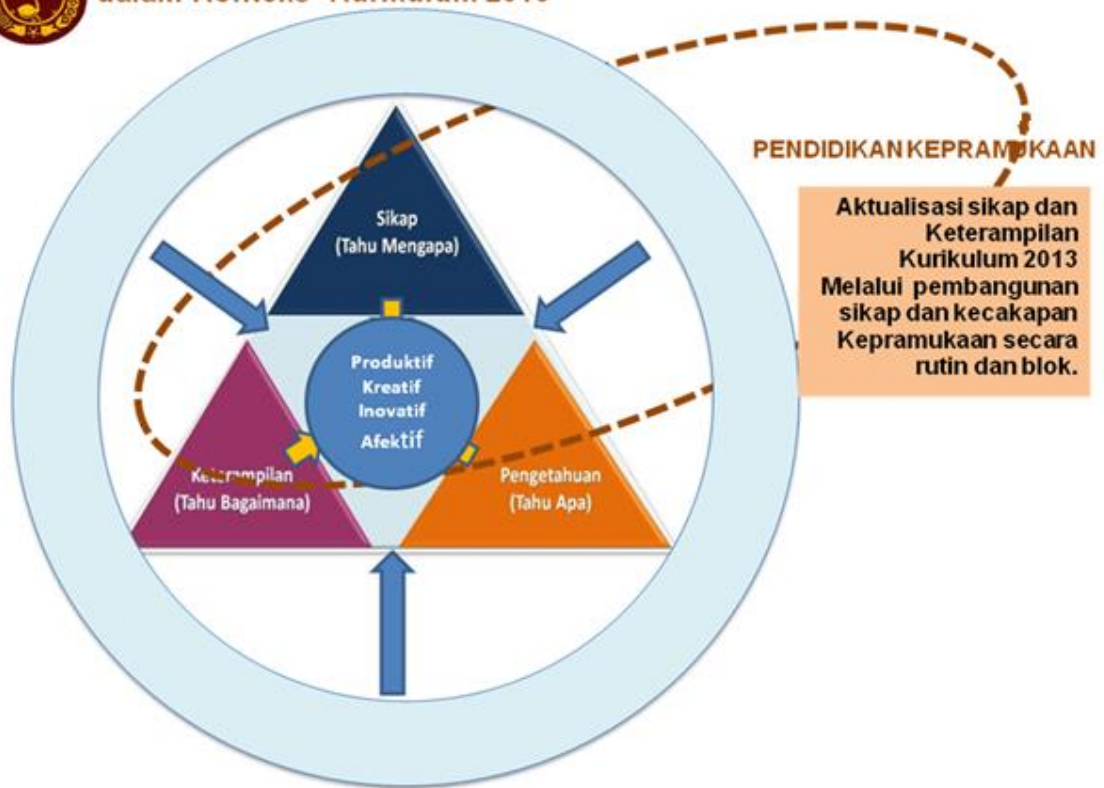 PENDIDIKAN KEPRAMUKAAN
Aktualisasi sikap dan
Keterampilan
Kurikulum 2013
Melalui pembangunan
sikap dan kecakapan
Kepramukaan secara
rutin dan blok.
Sikap
(Tahu Mengapa)
Produktif
Kreatif
Inovatif
Afektif
Keterampilan
(Tahu Bagaimana)
Pengetahuan
(Tahu Apa)